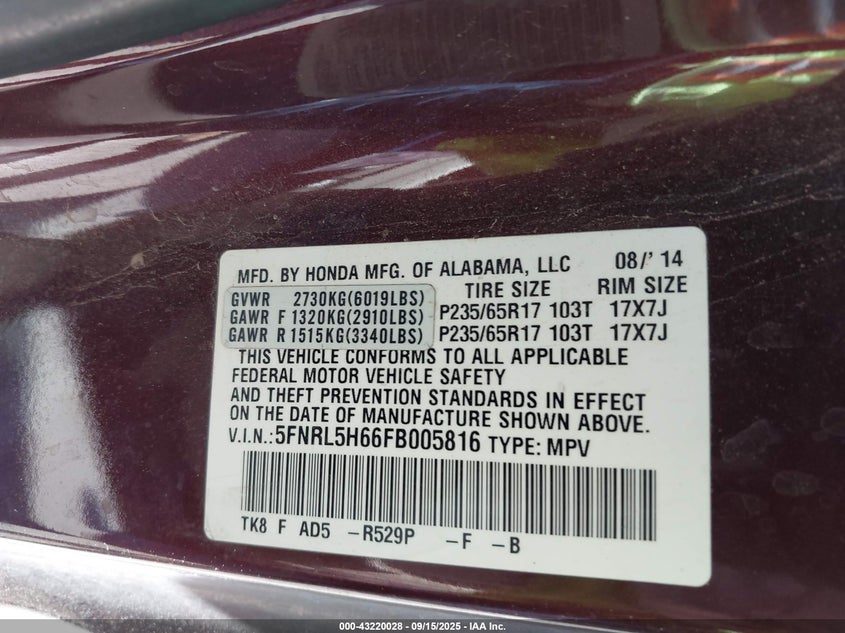 MFD. BY HONDA MFG. OF ALABAMA, LLC 08/' 14
GVWR 2730KG(6019LBS) TIRE SIZE RIM SIZE
GAWR F 1320KG(2910LBS) P235/65R17 103T 17X7J
GAWR R 1515KG(3340LBS) P235/65R17 103T 17X7J
THIS VEHICLE CONFORMS TO ALL APPLICABLE
FEDERAL MOTOR VEHICLE SAFETY
AND THEFT PREVENTION STANDARDS IN EFFECT
ON THE DATE OF MANUFACTURE SHOWN ABOVE.
V.I.N.:5FNRL5H66FB005816 TYPE: MPV
TK8 F AD5 –R529P –F –B
000-43220028 - 09/15/2025 - IAA Inc.